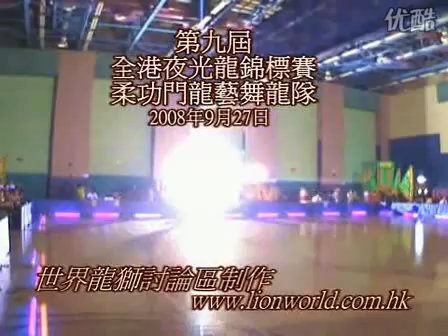 优酷
第九屆
全港夜光龍錦標賽
柔功門龍藝舞龍隊
2008年9月27日
世界龍獅討論區制作
www.lionworld.com.hk